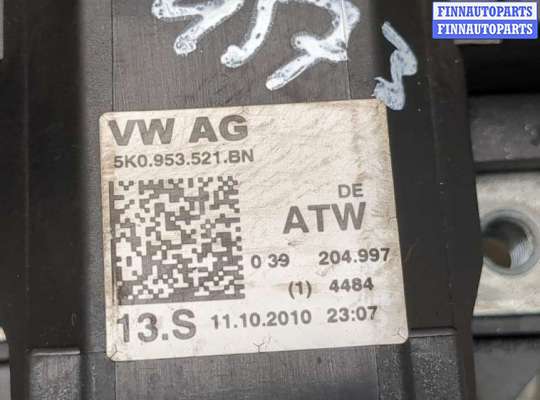 FINNAUTOPARTS
FINNAUTOPARTS
VW AG
5K0.953.521.BN
DE
ATW
0 39 204.997
(1) 4484
13.S 11.10.2010 23:07